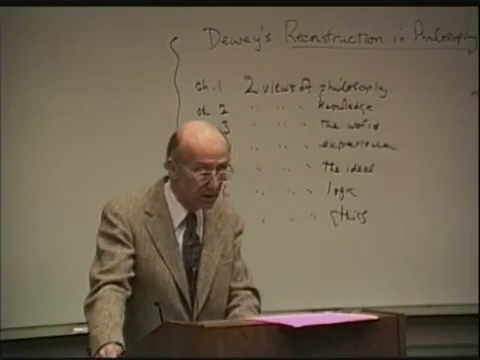 Dewey's Reconstruction in Philosophy
ch. 1 2 views of philosophy
ch 2 " " " knowledge
3 " " " the world
" " " experience
" " " the ideal
" " " logic
" " " ethics